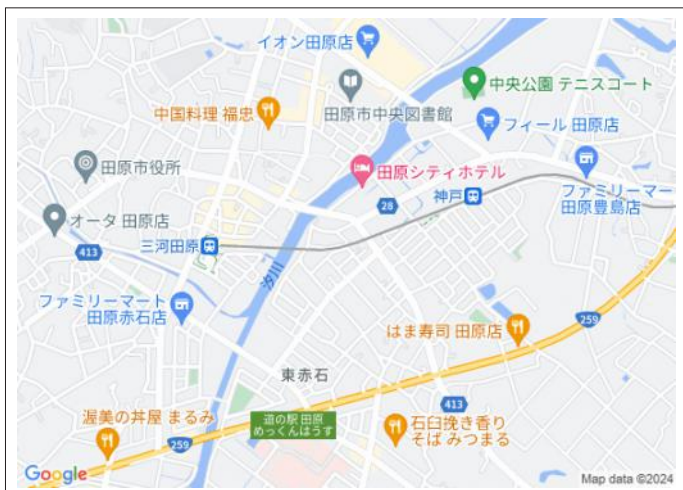 イオン田原店
中央公園 テニスコート
中国料理 福忠
田原市中央図書館
フィール 田原店
田原市役所
田原シティホテル
神戸
ファミリーマー
田原豊島店
28
オータ 田原店
三河田原
413
汐川
ファミリーマート
田原赤石店
はま寿司 田原店
259
東赤石
413
渥美の丼屋 まるみ
道の駅 田原
めっくんはうす
石臼挽き香り
そば みつまる
259
Google
Map data ©2024